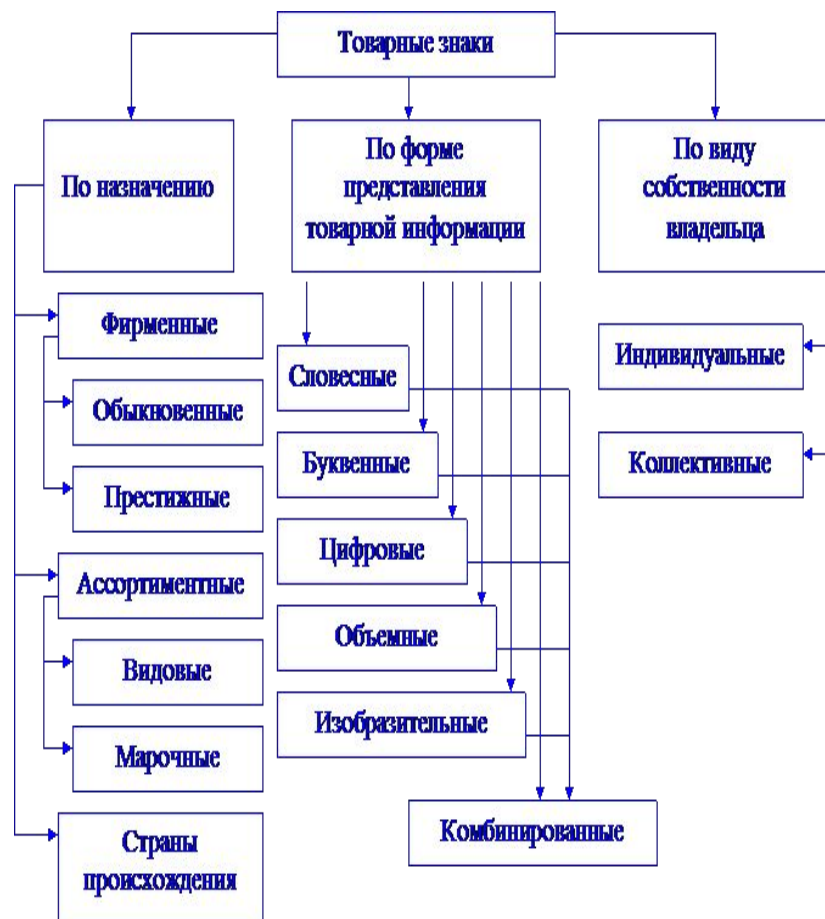 Товарные знаки
По назначению
По форме
представления
товарной информации
По виду
собственности
владельца
Фирменные
Обыкновенные
Престижные
Ассортиментные
Видовые
Марочные
Страны
происхождения
Словесные
Буквенные
Цифровые
Объемные
Изобразительные
Комбинированные
Индивидуальные
Коллективные